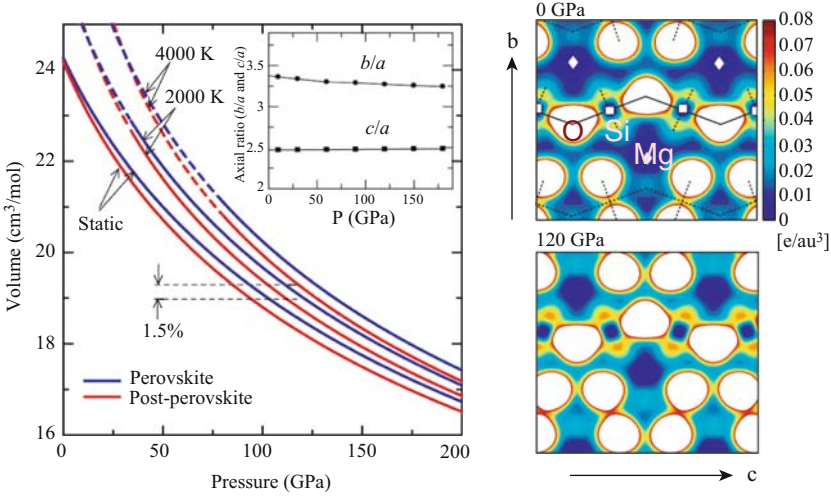 24
22
20
18
16
Volume (cm³/mol)
4000 K
2000 K
Static
1.5%
Perovskite
Post-perovskite
0
50
100
150
200
Pressure (GPa)
Axial ratio (b/a and c/a)
4
3.5
3
2.5
2
b/a
c/a
0
50
100
150
P (GPa)
0 GPa
b
O
Si
Mg
0.08
0.07
0.06
0.05
0.04
0.03
0.02
0.01
0
[e/au³]
120 GPa
c